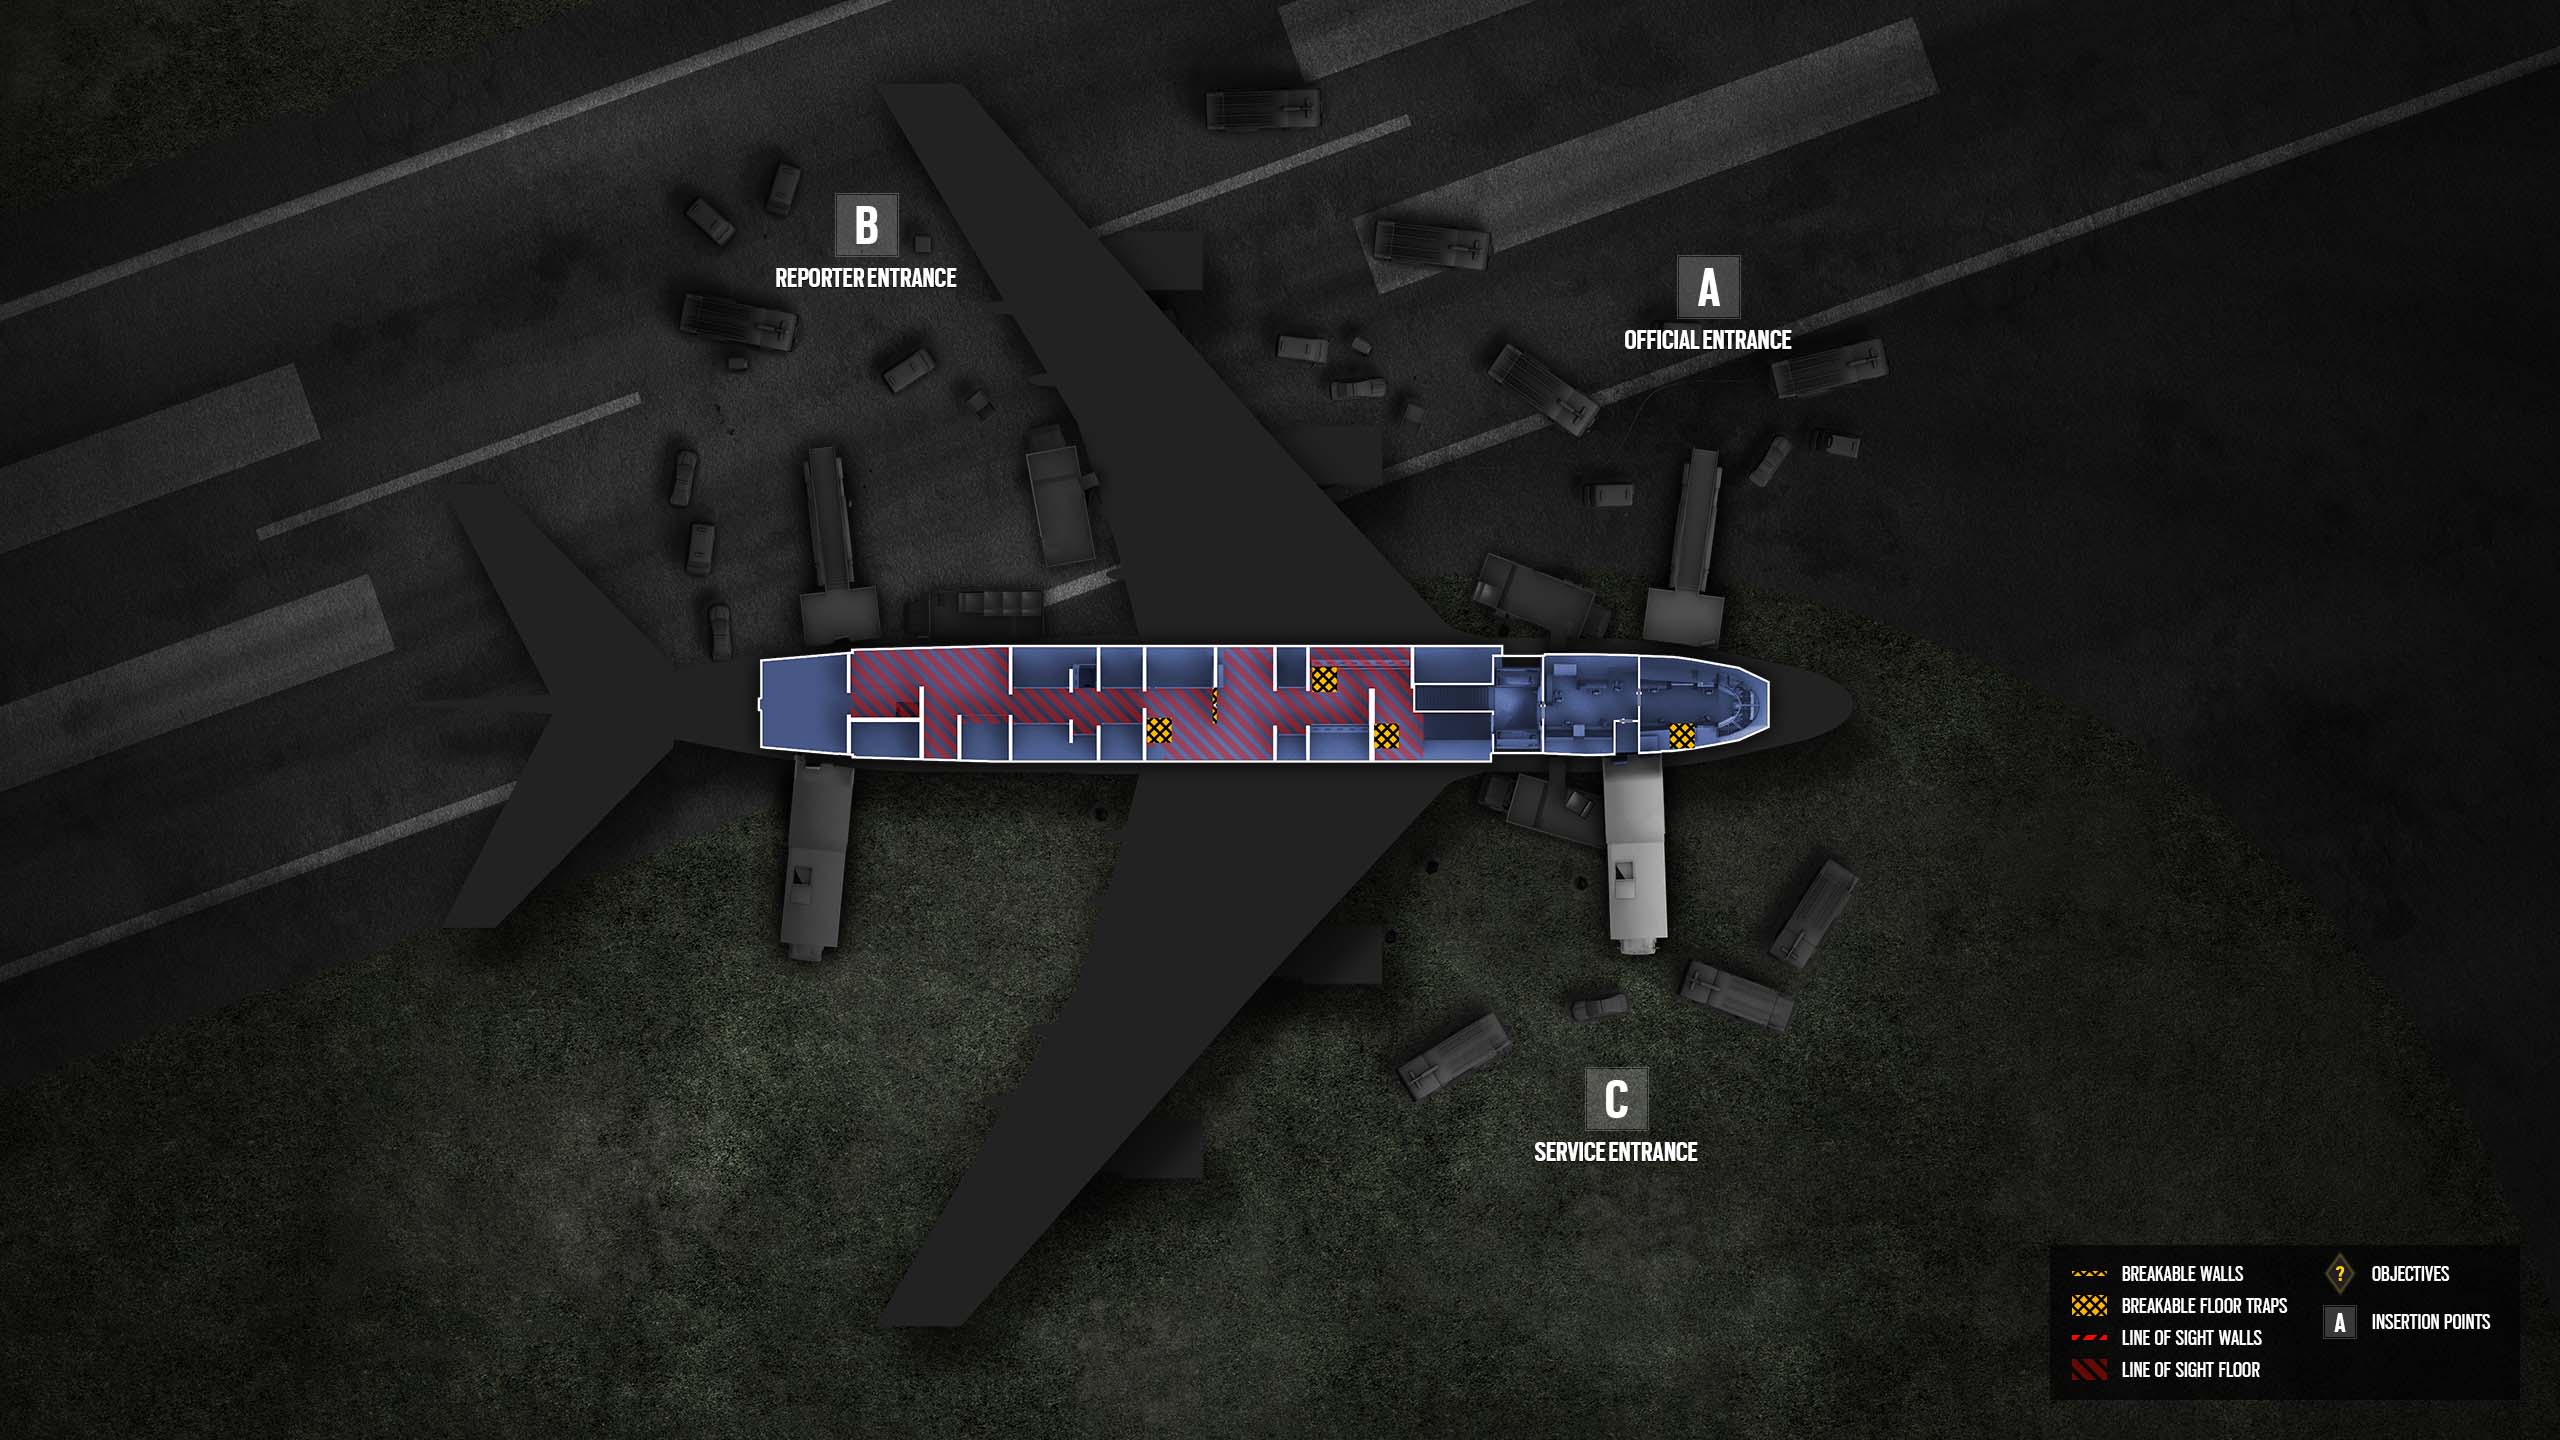 B
REPORTER ENTRANCE
A
OFFICIAL ENTRANCE
C
SERVICE ENTRANCE
BREAKABLE WALLS
BREAKABLE FLOOR TRAPS
LINE OF SIGHT WALLS
LINE OF SIGHT FLOOR
? OBJECTIVES
A INSERTION POINTS